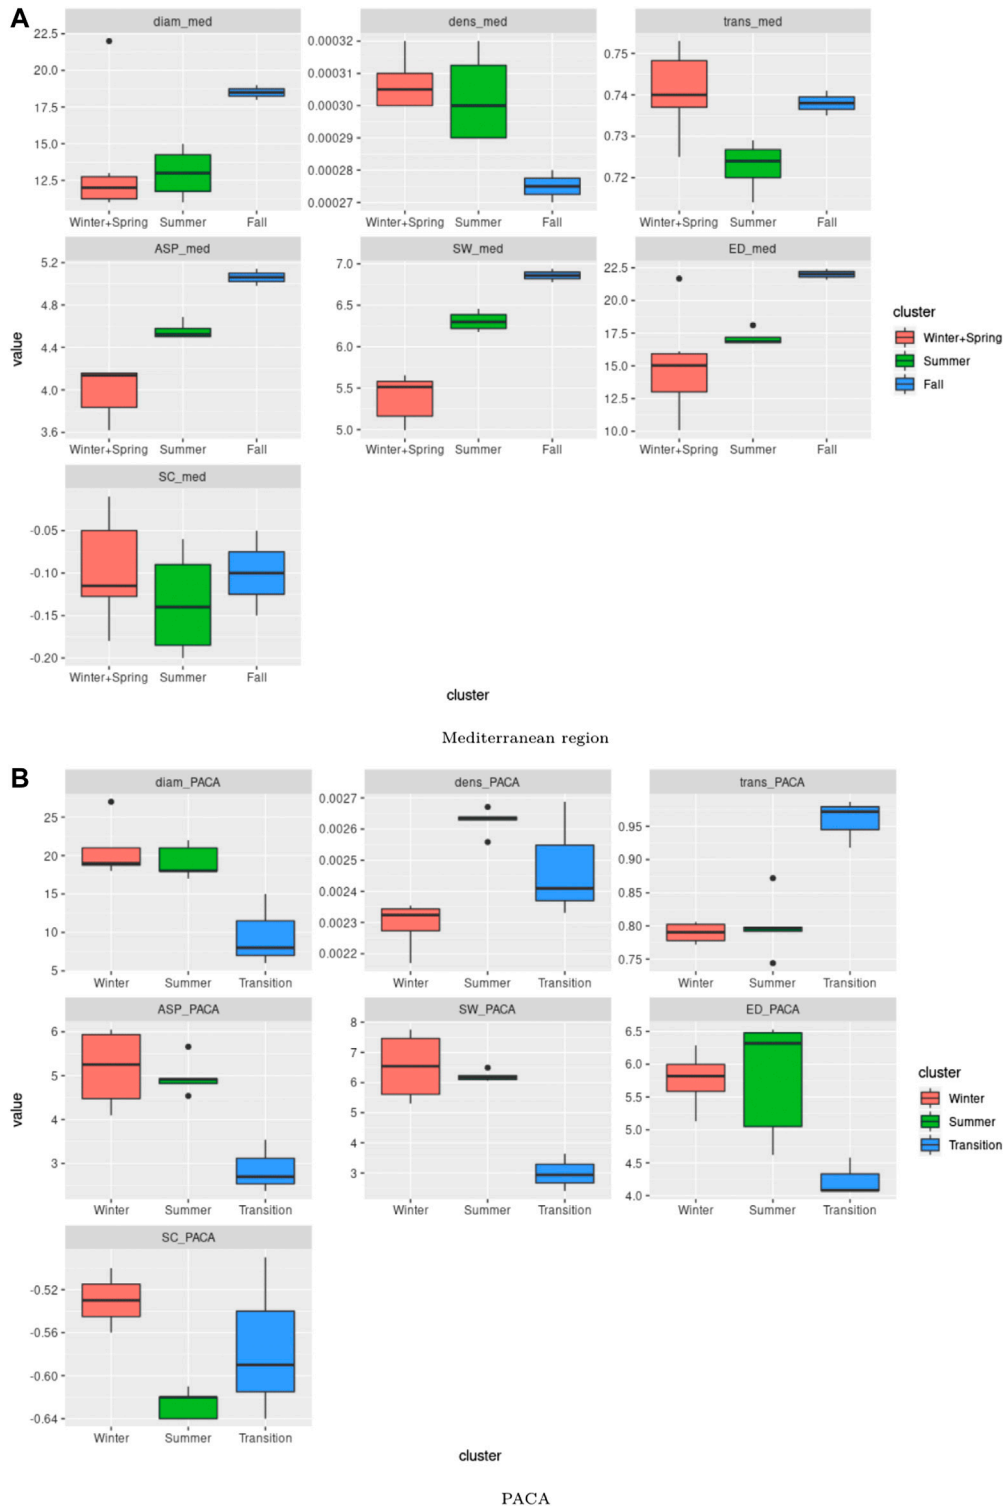 A
diam_med dens_med trans_med
22.5
20.0
17.5
15.0
12.5
0.00032
0.00031
0.00030
0.00029
0.00028
0.00027
0.75
0.74
0.73
0.72
Winter+Spring Summer Fall Winter+Spring Summer Fall Winter+Spring Summer Fall
ASP_med SW_med ED_med
value
5.2
4.8
4.4
4.0
3.6
7.0
6.5
6.0
5.5
5.0
22.5
20.0
17.5
15.0
12.5
10.0
Winter+Spring Summer Fall Winter+Spring Summer Fall Winter+Spring Summer Fall
cluster
Winter+Spring
Summer
Fall
SC_med
-0.05
-0.10
-0.15
-0.20
Winter+Spring Summer Fall
cluster
Mediterranean region
B
diam_PACA dens_PACA trans_PACA
25
20
15
10
5
0.0027
0.0026
0.0025
0.0024
0.0023
0.0022
0.95
0.90
0.85
0.80
0.75
Winter Summer Transition Winter Summer Transition Winter Summer Transition
ASP_PACA SW_PACA ED_PACA
value
6
5
4
3
8
7
6
5
4
3
6.5
6.0
5.5
5.0
4.5
4.0
Winter Summer Transition Winter Summer Transition Winter Summer Transition
cluster
Winter
Summer
Transition
SC_PACA
-0.52
-0.56
-0.60
-0.64
Winter Summer Transition
cluster
PACA